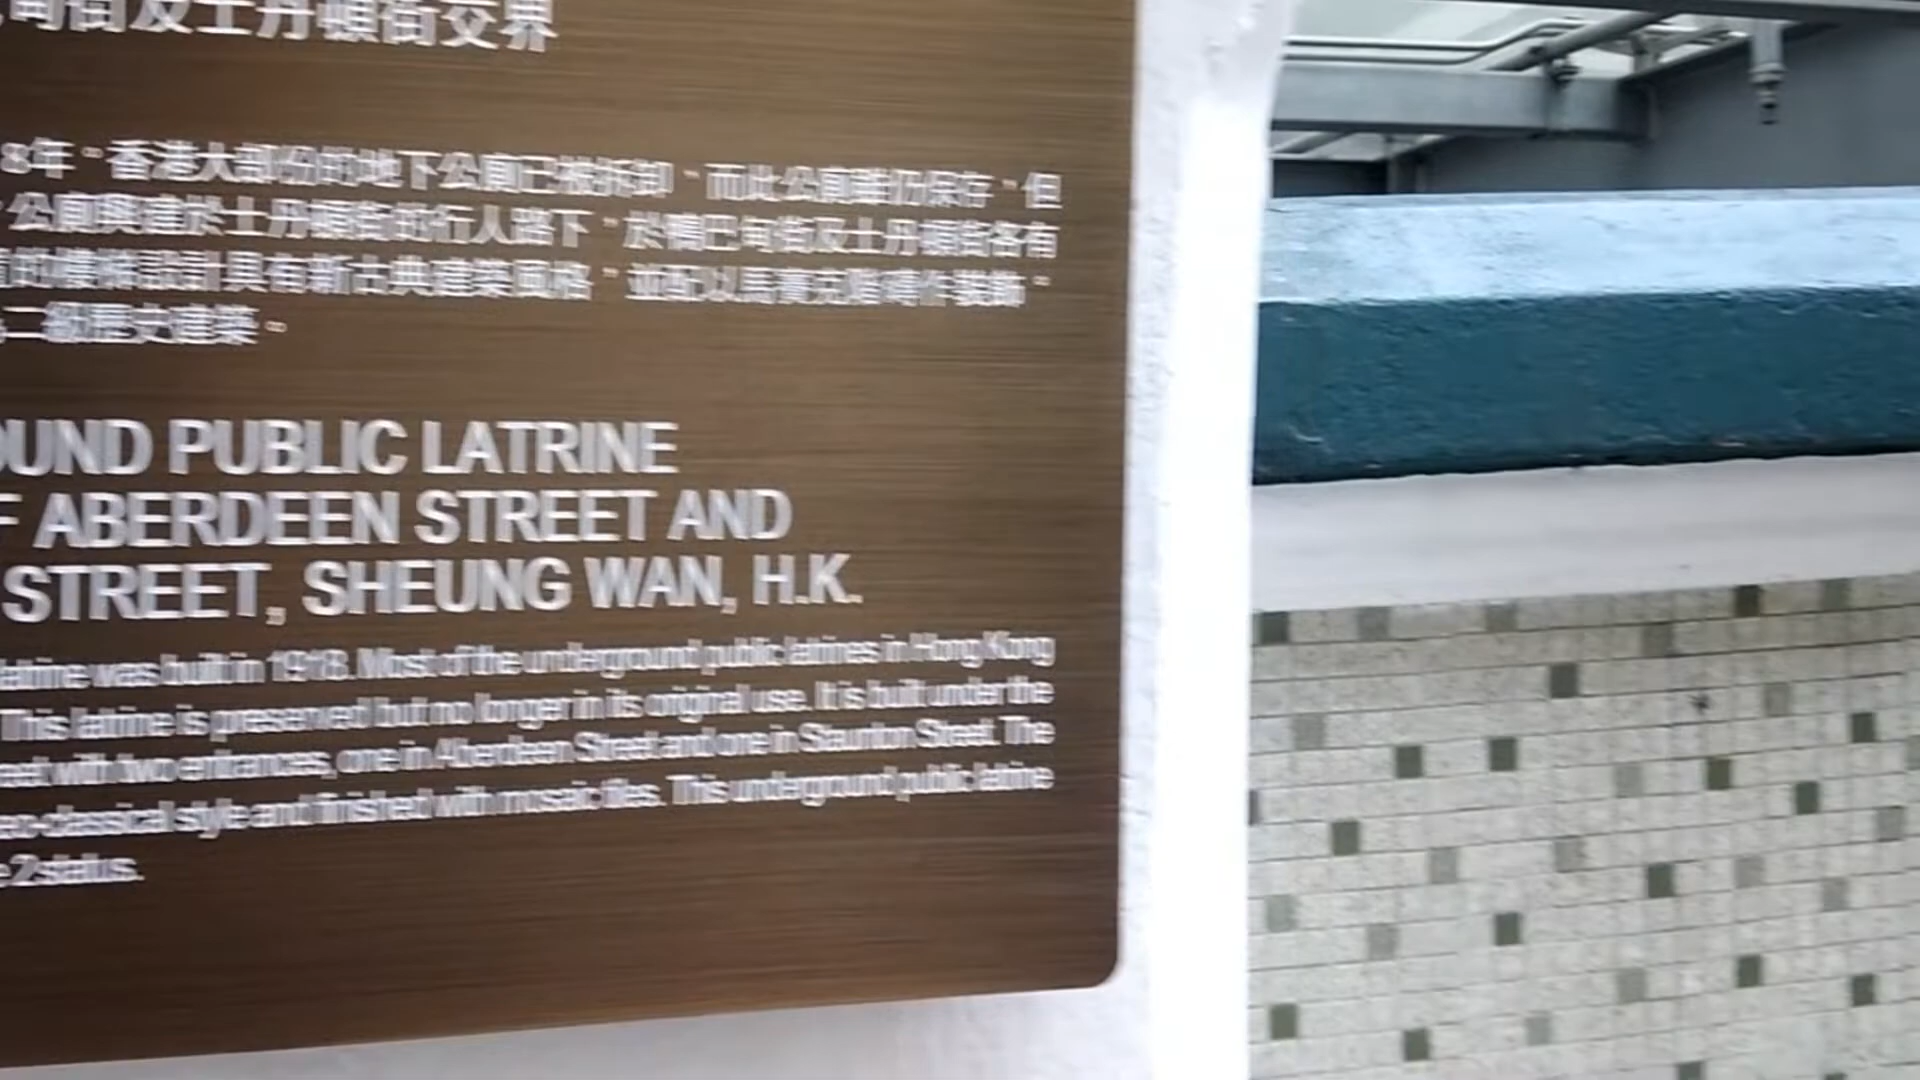 甸街及士丹頓街交界
8年。香港大部份的地下公廁已被拆卸，而此公廁雖仍保存，但
公廁興建於士丹頓街的行人路下，於鴨巴甸街及士丹頓街各有
的樓梯設計具有新古典建築風格，並配以馬賽克階磚作裝飾。
二級歷史建築。
OUND PUBLIC LATRINE
F ABERDEEN STREET AND
STREET, SHEUNG WAN, H.K.
latrine was built in 1918. Most of the underground public latrines in Hong Kong
This latrine is preserved but no longer in its original use. It is built under the
eet with two entrances, one in Aberdeen Street and one in Staunton Street. The
eo-classical style and finished with mosaic tiles. This underground public latrine
e 2 status.